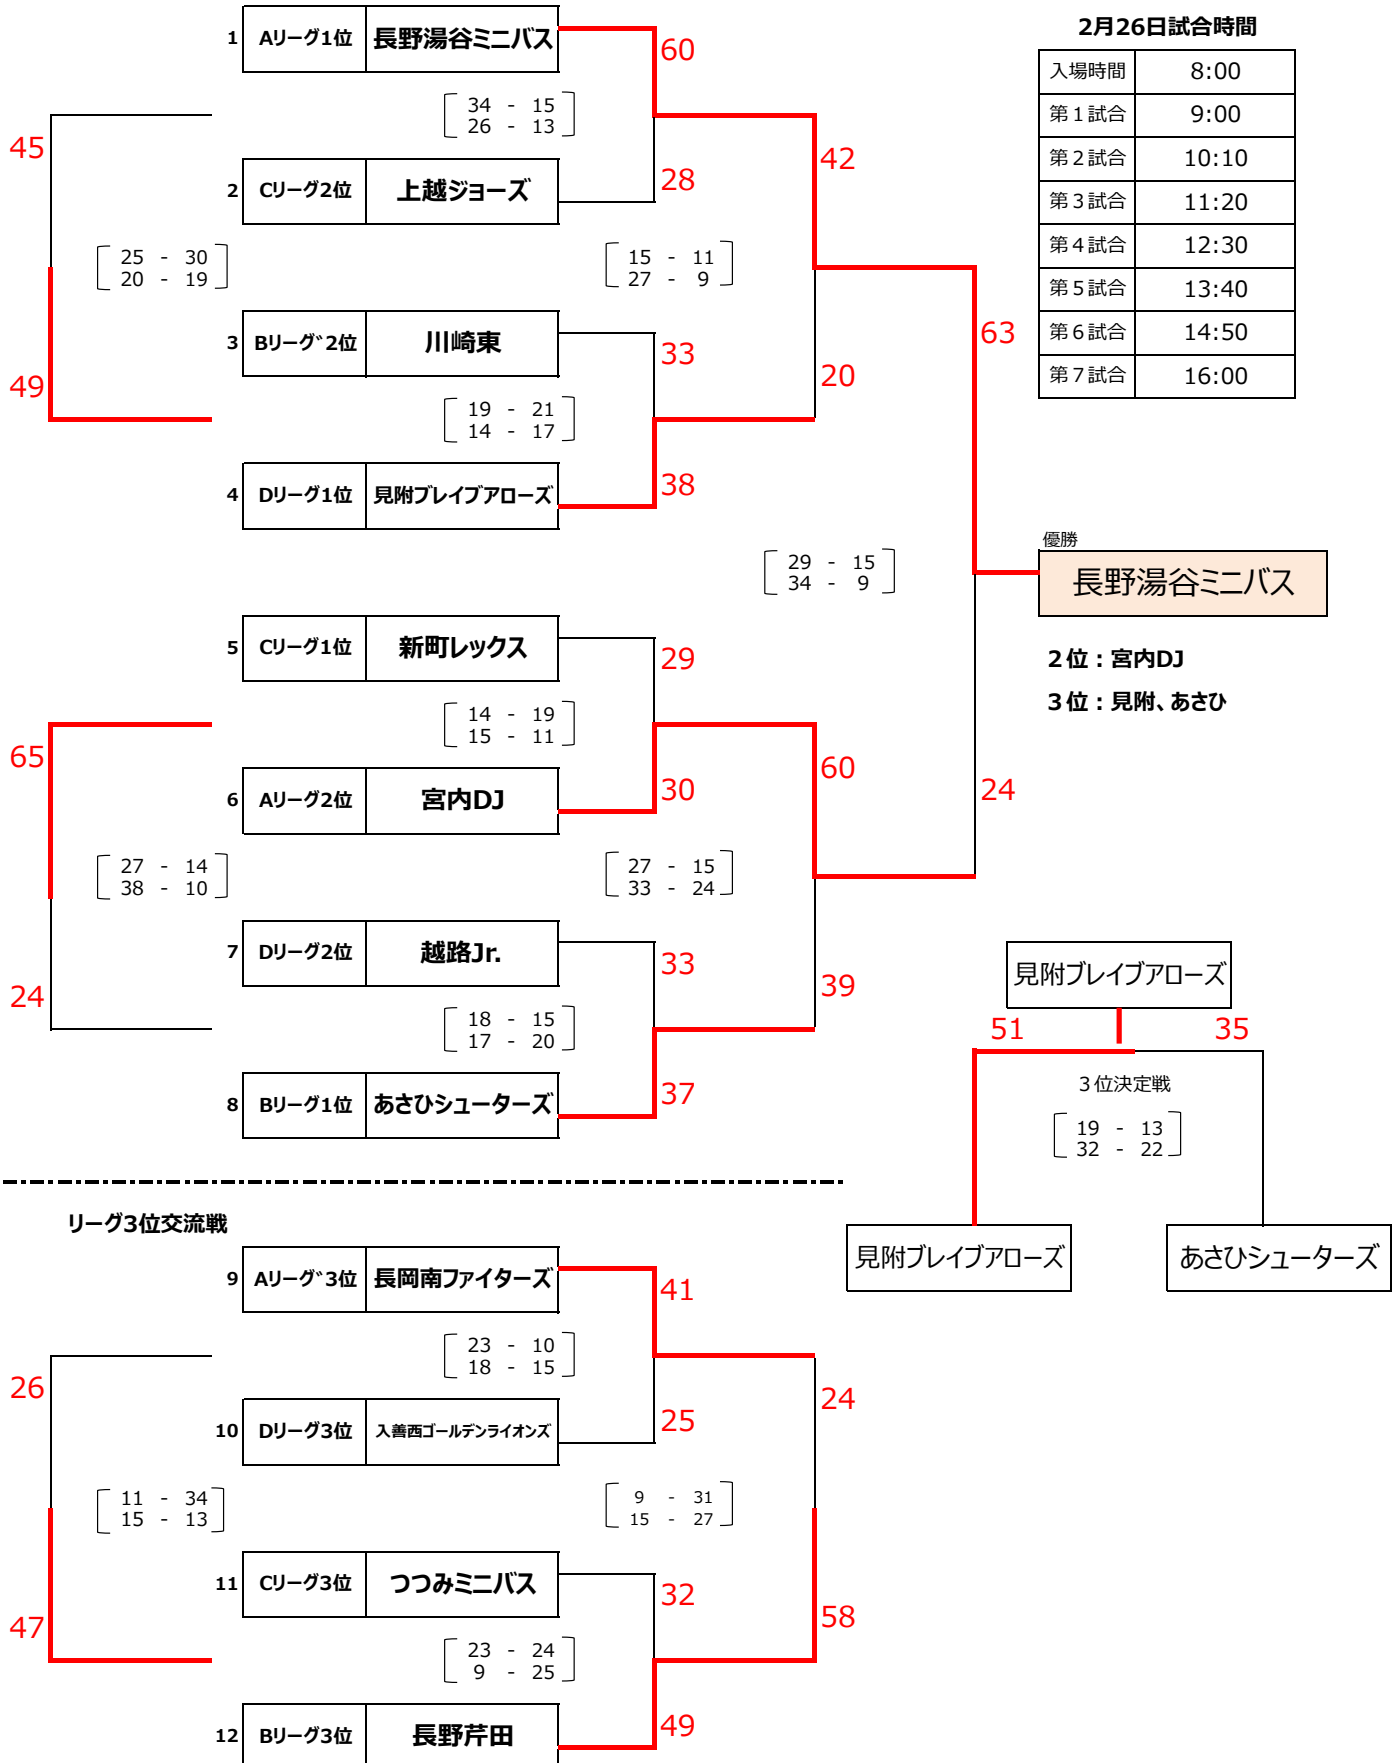 2月26日試合時間
入場時間 8:00
第1試合 9:00
第2試合 10:10
第3試合 11:20
第4試合 12:30
第5試合 13:40
第6試合 14:50
第7試合 16:00
1 Aリーグ1位 長野湯谷ミニバス
60
34 - 15
26 - 13
45
42
2 Cリーグ2位 上越ジョーズ
28
25 - 30
20 - 19
15 - 11
27 - 9
3 Bリーグ2位 川崎東
33
63
49
20
19 - 21
14 - 17
4 Dリーグ1位 見附ブレイブアローズ
38
29 - 15
34 - 9
優勝
長野湯谷ミニバス
2位：宮内DJ
3位：見附、あさひ
5 Cリーグ1位 新町レックス
29
14 - 19
15 - 11
65
60
6 Aリーグ2位 宮内DJ
30
24
27 - 14
38 - 10
27 - 15
33 - 24
7 Dリーグ2位 越路Jr.
33
24
39
18 - 15
17 - 20
8 Bリーグ1位 あさひシューターズ
37
見附ブレイブアローズ
51 35
3位決定戦
19 - 13
32 - 22
見附ブレイブアローズ あさひシューターズ
リーグ3位交流戦
9 Aリーグ3位 長岡南ファイターズ
41
23 - 10
18 - 15
26
24
10 Dリーグ3位 入善西ゴールデンライオンズ
25
11 - 34
15 - 13
9 - 31
15 - 27
11 Cリーグ3位 つつみミニバス
32
47
58
23 - 24
9 - 25
12 Bリーグ3位 長野芹田
49